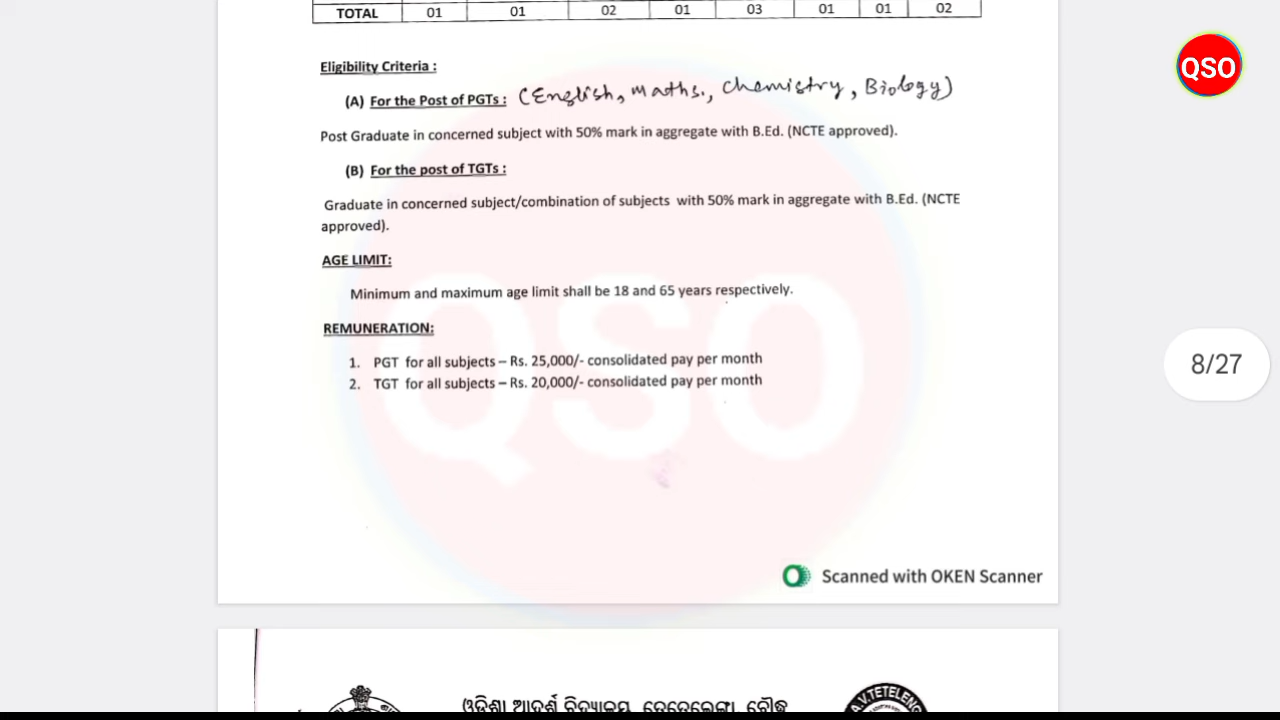 TOTAL 01 01 02 01 03 01 01 02
QSO
Eligibility Criteria :
(A) For the Post of PGTs : (English, Maths., Chemistry, Biology)
Post Graduate in concerned subject with 50% mark in aggregate with B.Ed. (NCTE approved).
(B) For the post of TGTs :
Graduate in concerned subject/combination of subjects with 50% mark in aggregate with B.Ed. (NCTE
approved).
AGE LIMIT:
Minimum and maximum age limit shall be 18 and 65 years respectively.
REMUNERATION:
1. PGT for all subjects – Rs. 25,000/- consolidated pay per month
2. TGT for all subjects – Rs. 20,000/- consolidated pay per month
8/27
QSO
Scanned with OKEN Scanner
ଓଡ଼ିଶା ଆଦର୍ଶ ବିଦ୍ୟାଳୟ, ତେତେଲେଙ୍ଗା, ବୌଦ୍ଧ